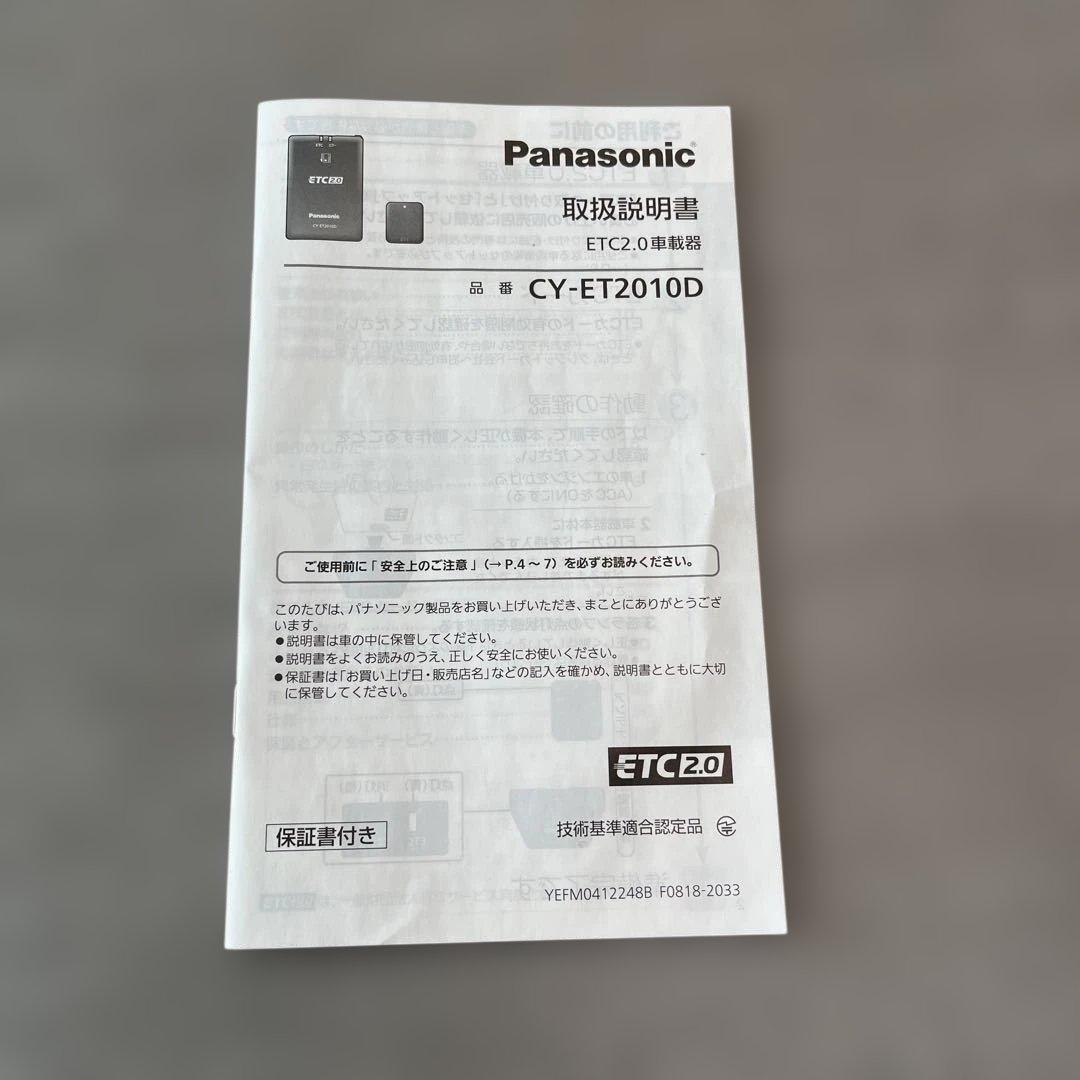 ETC2.0
Panasonic
CY-ET2010D
Panasonic®
取扱説明書
ETC2.0車載器
品 番 CY-ET2010D
ご使用前に「安全上のご注意」(→ P.4 ~ 7) を必ずお読みください。
このたびは、パナソニック製品をお買い上げいただき、まことにありがとうござ
います。
●説明書は車の中に保管してください。
●説明書をよくお読みのうえ、正しく安全にお使いください。
●保証書は「お買い上げ日・販売店名」などの記入を確かめ、説明書とともに大切
に保管してください。
ETC 2.0
保証書付き
技術基準適合認定品
YEFM0412248B F0818-2033